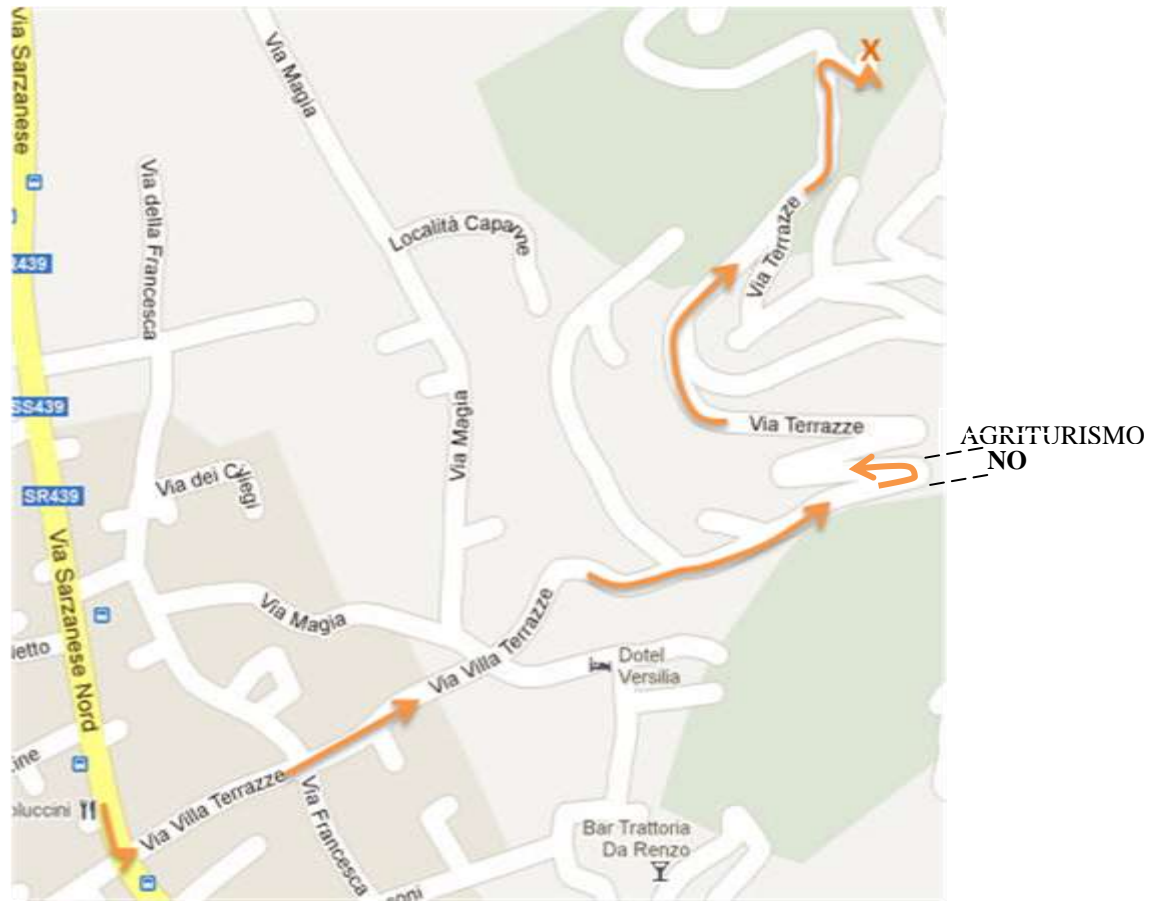 Via Sarzanese
Via Magia
X
Via della Francesca
Località Capanne
Via Terrazze
SS439
Via Magia
Via Terrazze
AGRITURISMO
NO
Via dei Ciliegi
SR439
Via Sarzanese Nord
Via Magia
Via Villa Terrazze
Dotel
Versilia
Via Villa Terrazze
Via Francesca
Bar Trattoria
Da Renzo